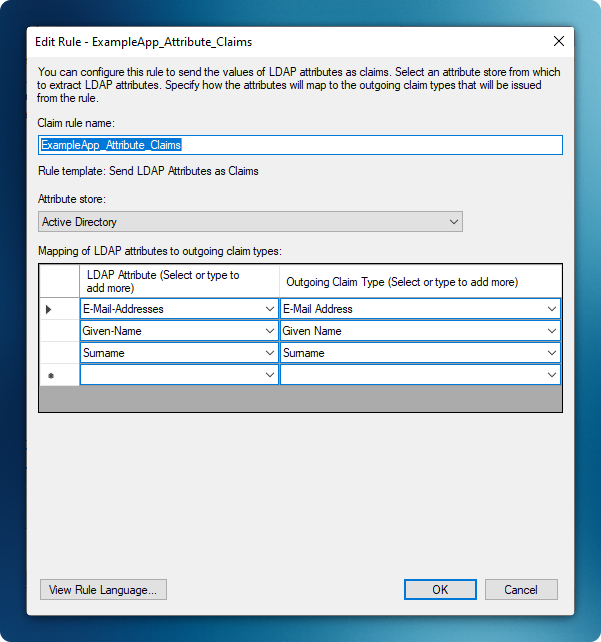 Edit Rule - ExampleApp_Attribute_Claims
You can configure this rule to send the values of LDAP attributes as claims. Select an attribute store from which
to extract LDAP attributes. Specify how the attributes will map to the outgoing claim types that will be issued
from the rule.
Claim rule name:
ExampleApp_Attribute_Claims
Rule template: Send LDAP Attributes as Claims
Attribute store:
Active Directory
Mapping of LDAP attributes to outgoing claim types:
LDAP Attribute (Select or type to
add more)
Outgoing Claim Type (Select or type to add more)
E-Mail-Addresses
E-Mail Address
Given-Name
Given Name
Surname
Surname
View Rule Language...
OK
Cancel